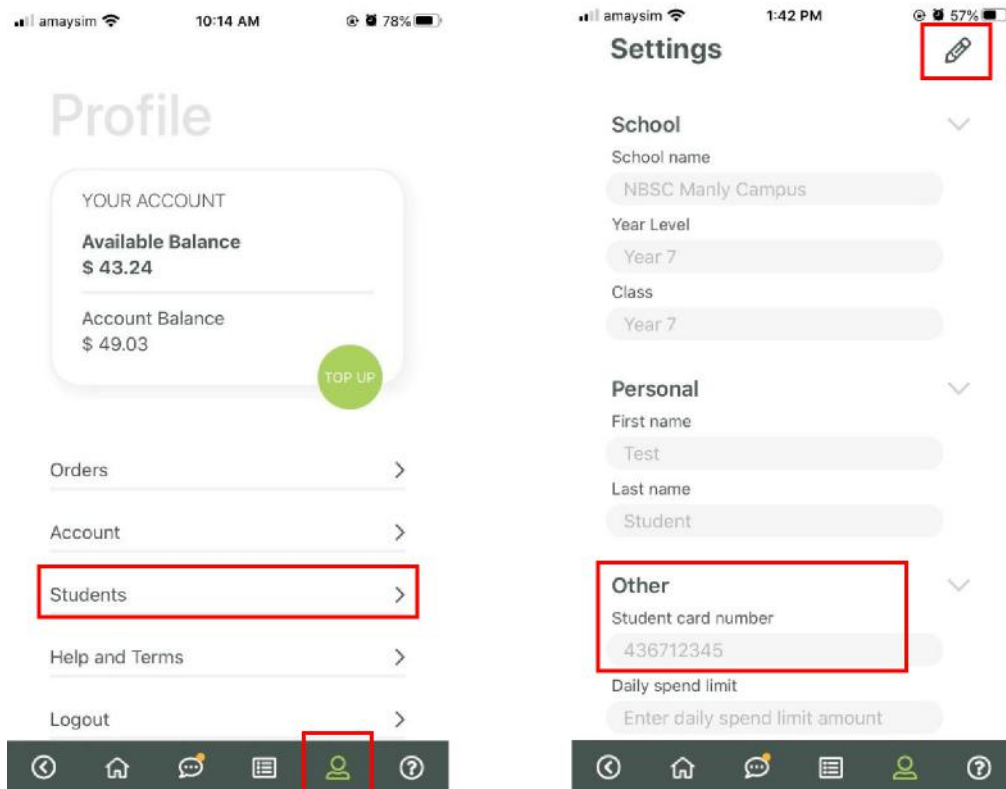 amaysim 10:14 AM 78%
Profile
YOUR ACCOUNT
Available Balance
$ 43.24
Account Balance
$ 49.03
TOP UP
Orders
Account
Students
Help and Terms
Logout
amaysim 1:42 PM 57%
Settings
School
School name
NBSC Manly Campus
Year Level
Year 7
Class
Year 7
Personal
First name
Test
Last name
Student
Other
Student card number
436712345
Daily spend limit
Enter daily spend limit amount